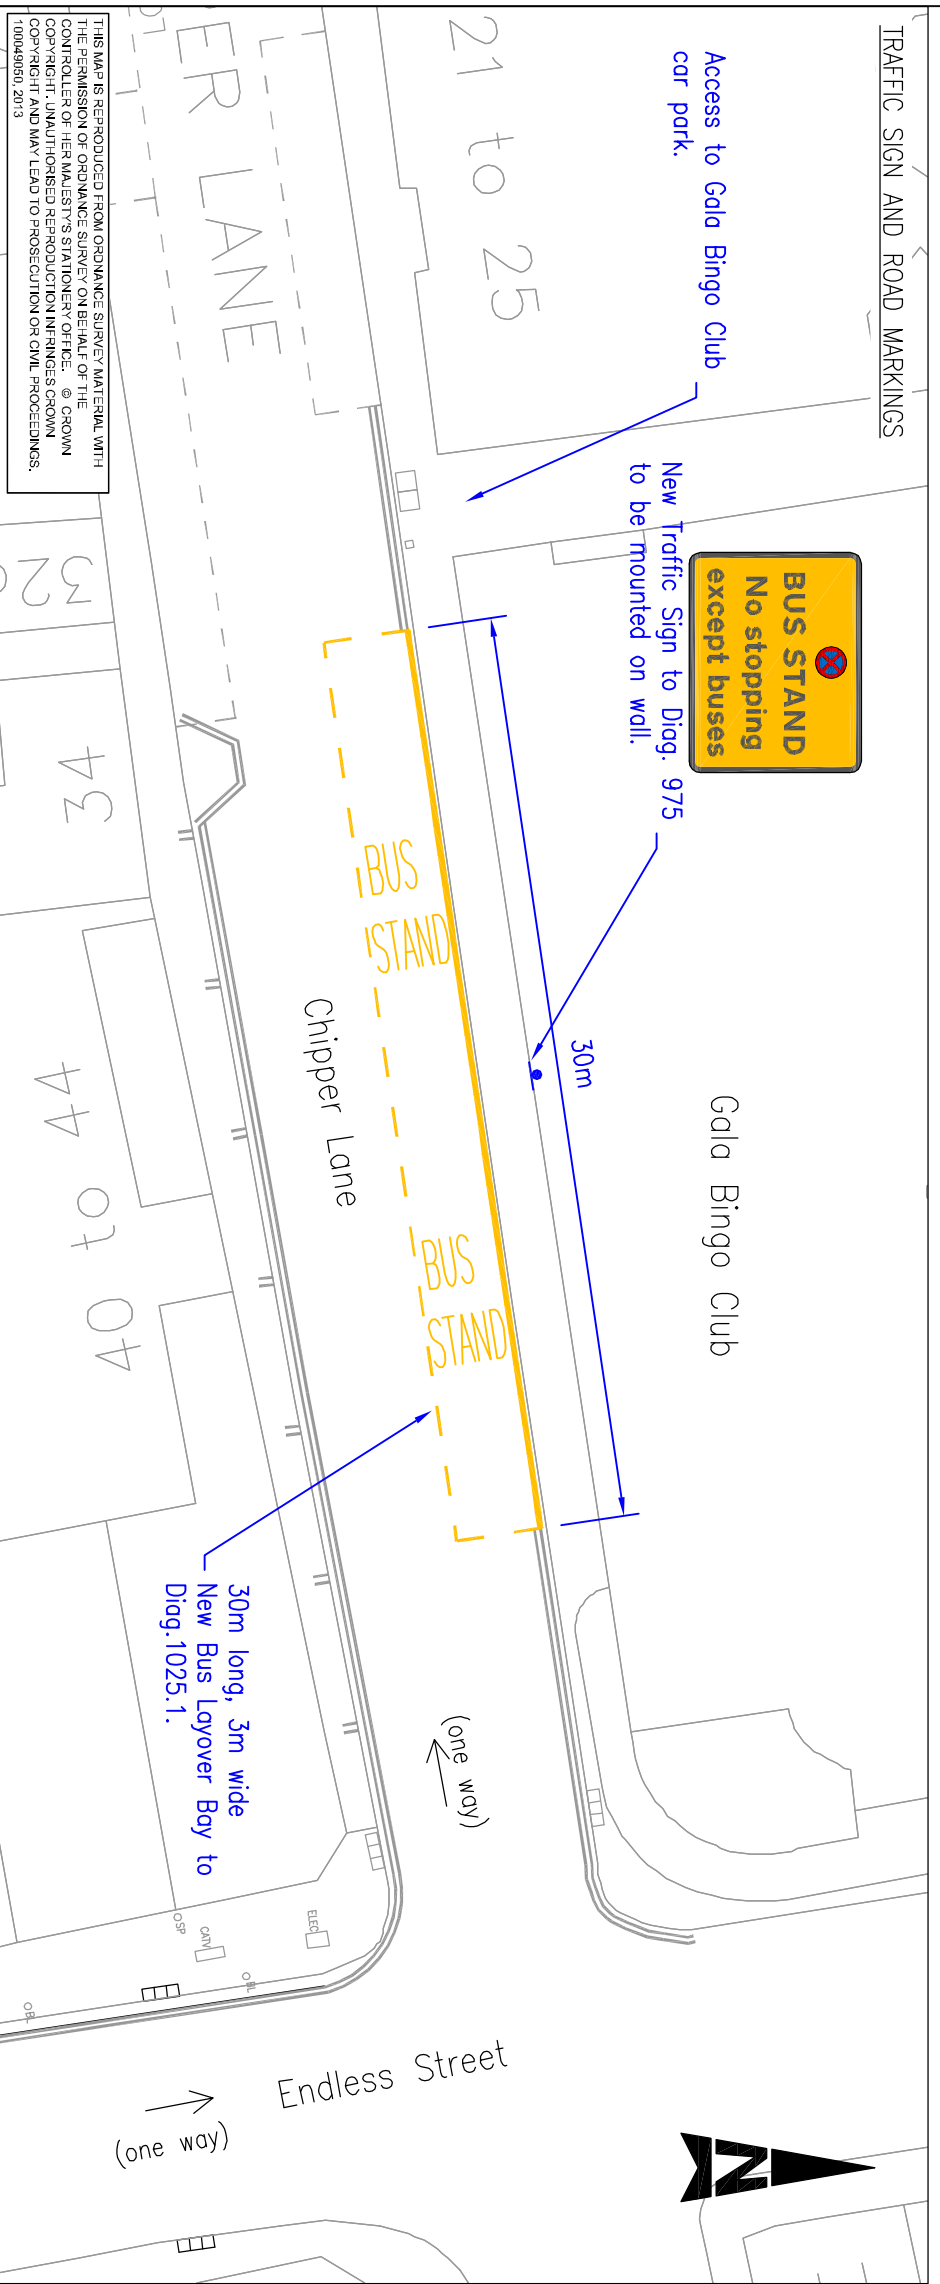 TRAFFIC SIGN AND ROAD MARKINGS
Access to Gala Bingo Club
car park.
BUS STAND
No stopping
except buses
New Traffic Sign to Diag. 975
to be mounted on wall.
30m
Gala Bingo Club
21 to 25
ER LANE
BUS
STAND
BUS
STAND
Chipper Lane
(one way)
30m long, 3m wide
New Bus Layover Bay to
Diag.1025.1.
34
40 to 44
ELEC
CATV
SP
BL
Endless Street
(one way)
N
THIS MAP IS REPRODUCED FROM ORDNANCE SURVEY MATERIAL WITH
THE PERMISSION OF ORDNANCE SURVEY ON BEHALF OF THE
CONTROLLER OF HER MAJESTY'S STATIONERY OFFICE. © CROWN
COPYRIGHT. UNAUTHORISED REPRODUCTION INFRINGES CROWN
COPYRIGHT AND MAY LEAD TO PROSECUTION OR CIVIL PROCEEDINGS.
100049050, 2013